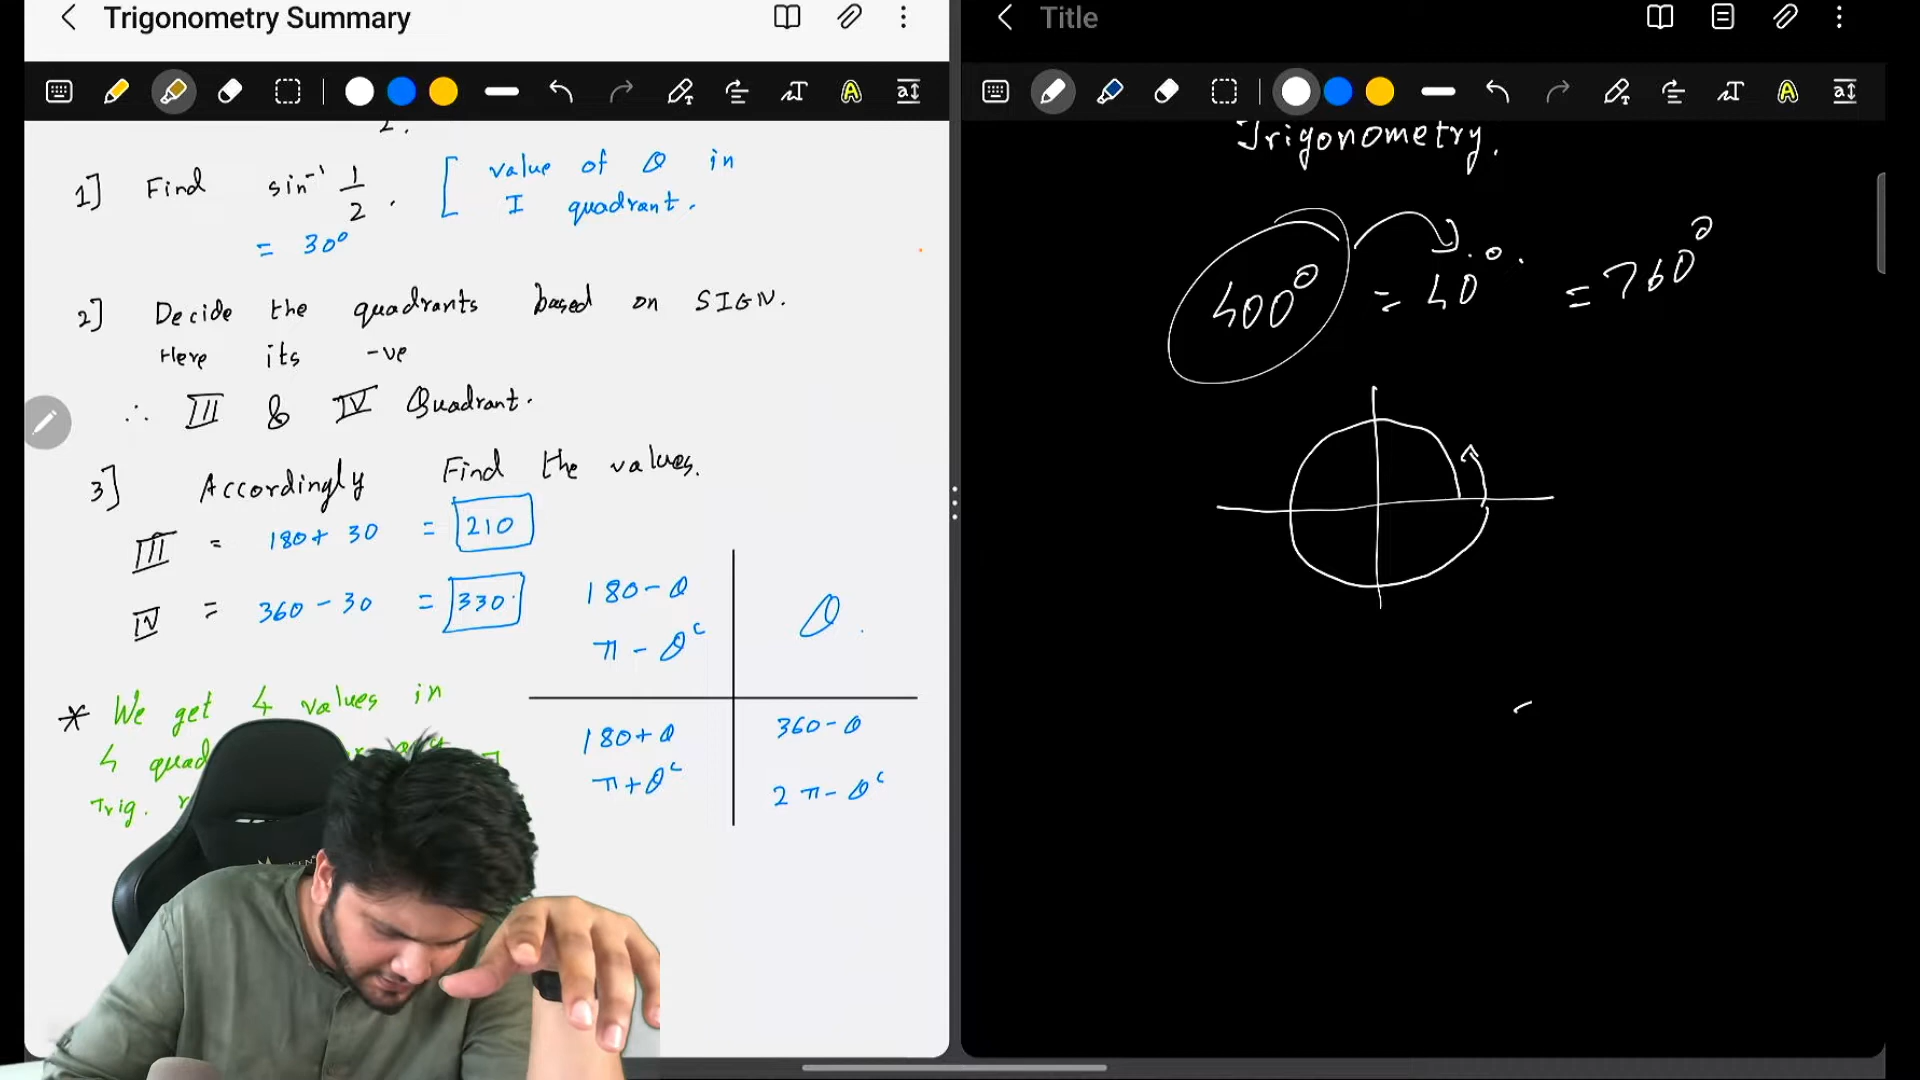 Trigonometry Summary
2.
1] Find sin⁻¹ 1/2 . [ value of θ in
I quadrant.
= 30°
2] Decide the quadrants based on SIGN.
Here its -ve
∴ III & IV Quadrant.
3] Accordingly Find the values.
III = 180+ 30 = 210
IV = 360 - 30 = 330
180 - θ
π - θᶜ
θ
180+θ
π+θᶜ
360-θ
2π-θᶜ
* We get 4 values in
4 quad
Trig.
Title
Trigonometry.
400° = 40° = 760°